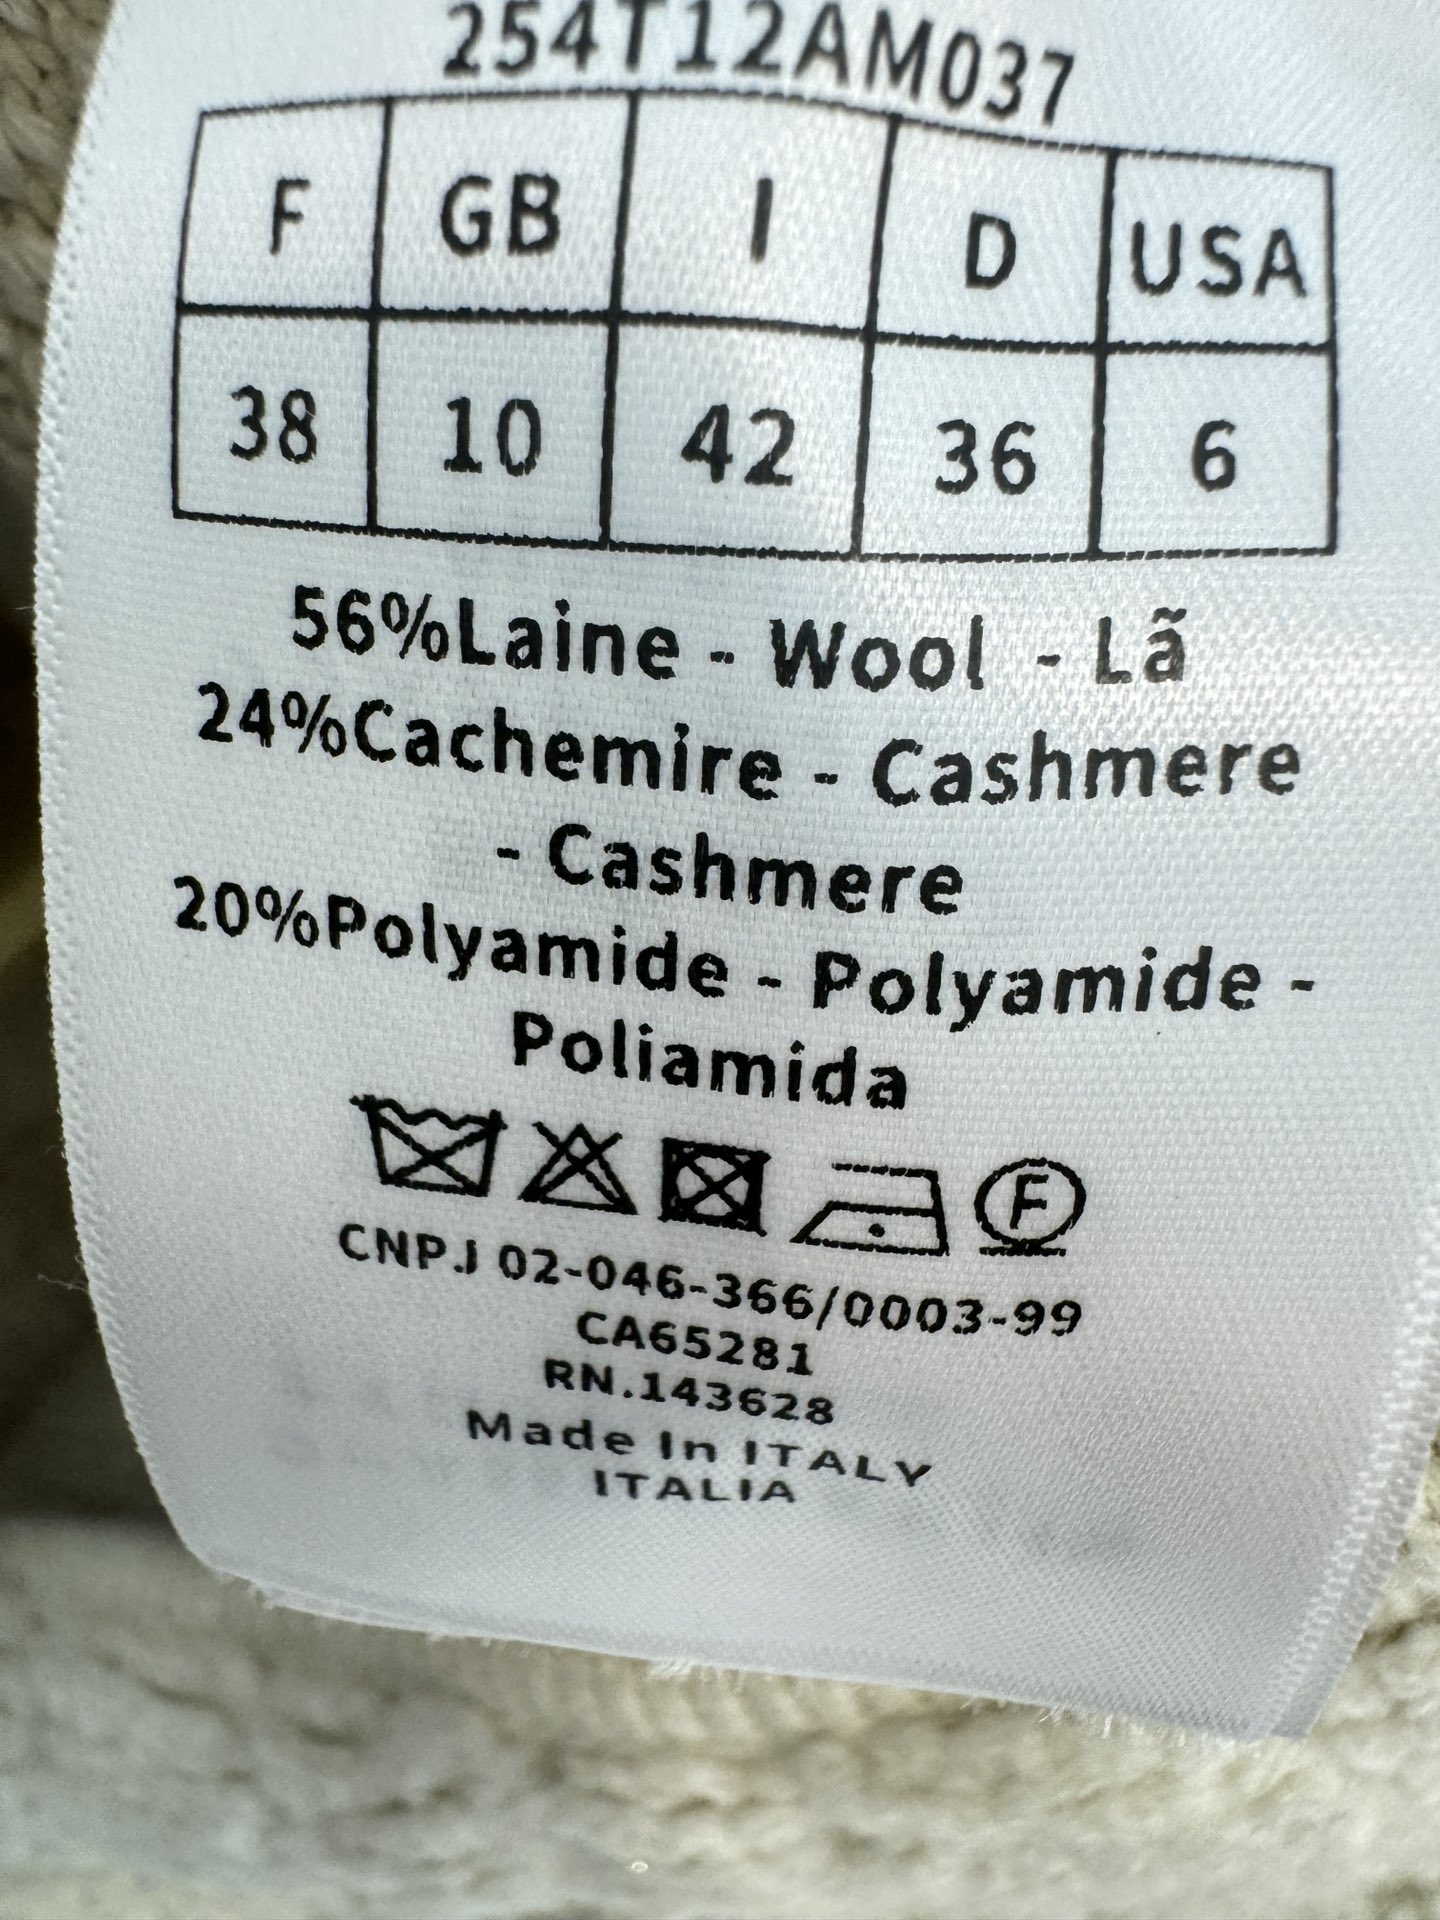 254T12AM037
F GB I D USA
38 10 42 36 6
56%Laine - Wool - Lã
24%Cachemire - Cashmere
- Cashmere
20%Polyamide - Polyamide -
Poliamida
F
CNPJ 02-046-366/0003-99
CA65281
RN.143628
Made In ITALY
ITALIA